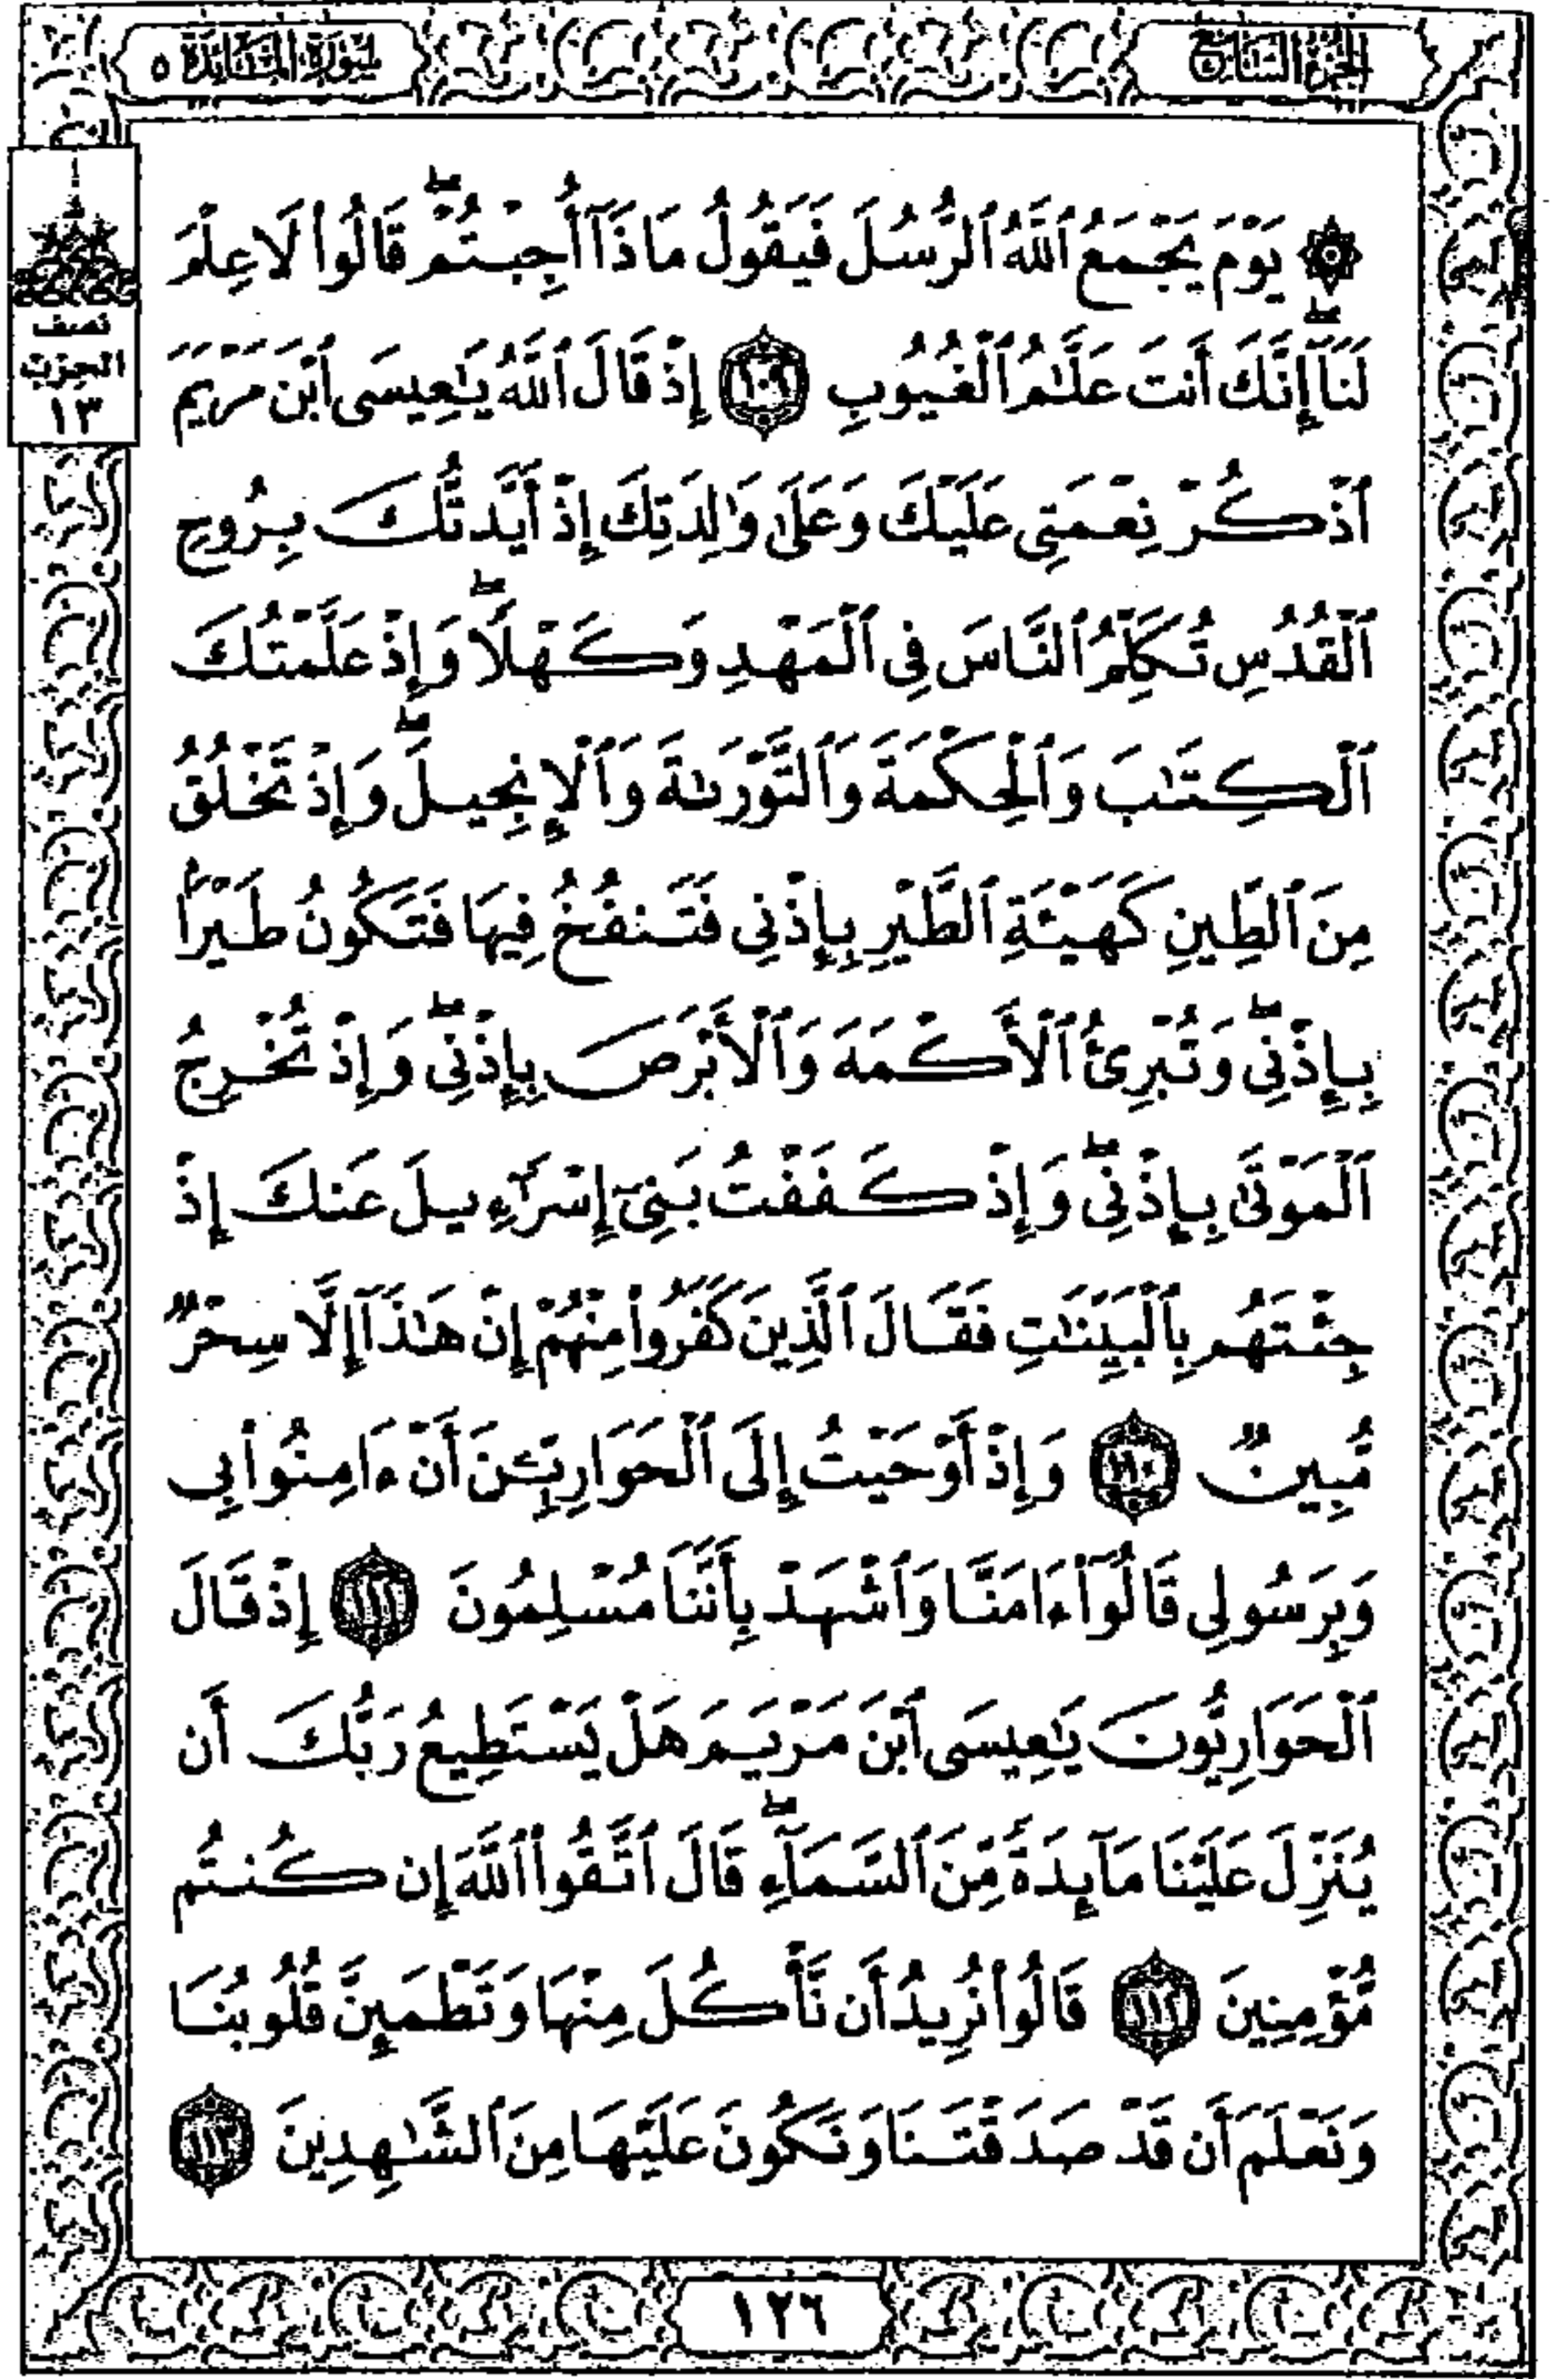 الجزء السابع
سورة المائدة ٥
۞ يَوْمَ يَجْمَعُ ٱللَّهُ ٱلرُّسُلَ فَيَقُولُ مَاذَآ أُجِبْتُمْۖ قَالُوا۟ لَا عِلْمَ
لَنَآۖ إِنَّكَ أَنتَ عَلَّـٰمُ ٱلْغُيُوبِ ١٠٩ إِذْ قَالَ ٱللَّهُ يَـٰعِيسَى ٱبْنَ مَرْيَمَ
ٱذْكُرْ نِعْمَتِى عَلَيْكَ وَعَلَىٰ وَٰلِدَتِكَ إِذْ أَيَّدتُّكَ بِرُوحِ
ٱلْقُدُسِ تُكَلِّمُ ٱلنَّاسَ فِى ٱلْمَهْدِ وَكَهْلًاۖ وَإِذْ عَلَّمْتُكَ
ٱلْكِتَـٰبَ وَٱلْحِكْمَةَ وَٱلتَّوْرَىٰةَ وَٱلْإِنجِيلَۖ وَإِذْ تَخْلُقُ
مِنَ ٱلطِّينِ كَهَيْـَٔةِ ٱلطَّيْرِ بِإِذْنِى فَتَنفُخُ فِيهَا فَتَكُونُ طَيْرًۢا
بِإِذْنِىۖ وَتُبْرِئُ ٱلْأَكْمَهَ وَٱلْأَبْرَصَ بِإِذْنِىۖ وَإِذْ تُخْرِجُ
ٱلْمَوْتَىٰ بِإِذْنِىۖ وَإِذْ كَفَفْتُ بَنِىٓ إِسْرَٰٓءِيلَ عَنكَ إِذْ
جِئْتَهُم بِٱلْبَيِّنَـٰتِ فَقَالَ ٱلَّذِينَ كَفَرُوا۟ مِنْهُمْ إِنْ هَـٰذَآ إِلَّا سِحْرٌ
مُّبِينٌ ١١٠ وَإِذْ أَوْحَيْتُ إِلَى ٱلْحَوَارِيِّـۧنَ أَنْ ءَامِنُوا۟ بِى
وَبِرَسُولِى قَالُوٓا۟ ءَامَنَّا وَٱشْهَدْ بِأَنَّنَا مُسْلِمُونَ ١١١ إِذْ قَالَ
ٱلْحَوَارِيُّونَ يَـٰعِيسَى ٱبْنَ مَرْيَمَ هَلْ يَسْتَطِيعُ رَبُّكَ أَن
يُنَزِّلَ عَلَيْنَا مَآئِدَةً مِّنَ ٱلسَّمَآءِۖ قَالَ ٱتَّقُوا۟ ٱللَّهَ إِن كُنتُم
مُّؤْمِنِينَ ١١٢ قَالُوا۟ نُرِيدُ أَن نَّأْكُلَ مِنْهَا وَتَطْمَئِنَّ قُلُوبُنَا
وَنَعْلَمَ أَن قَدْ صَدَقْتَنَا وَنَكُونَ عَلَيْهَا مِنَ ٱلشَّـٰهِدِينَ ١١٣
نصف
الحزب
١٣
١٢٦